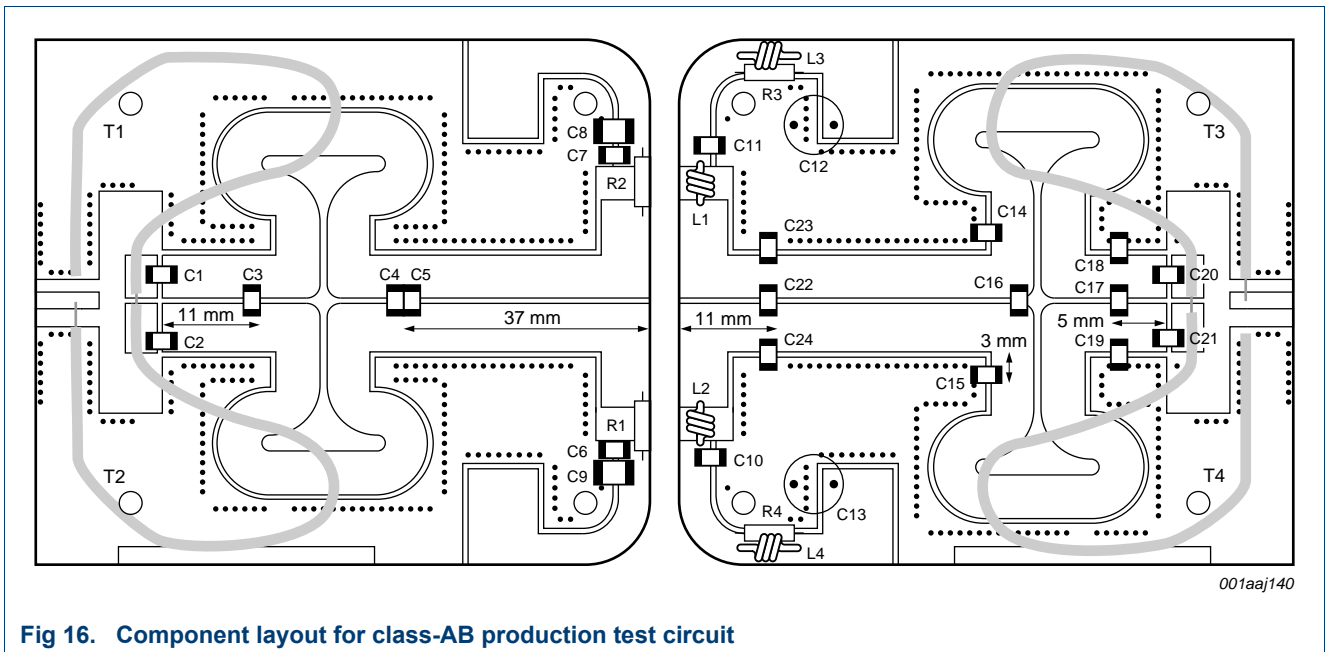 L3
R3
T1
T3
C8
C11
C7
C12
R2
L1
C14
C23
C18
C1
C3
C4 C5
C20
C22
C16
C17
11 mm
37 mm
11 mm
5 mm
3 mm
C2
C24
C19
C21
C15
L2
R1
C6
C10
T2
C9
T4
R4
C13
L4
001aaj140
Fig 16. Component layout for class-AB production test circuit